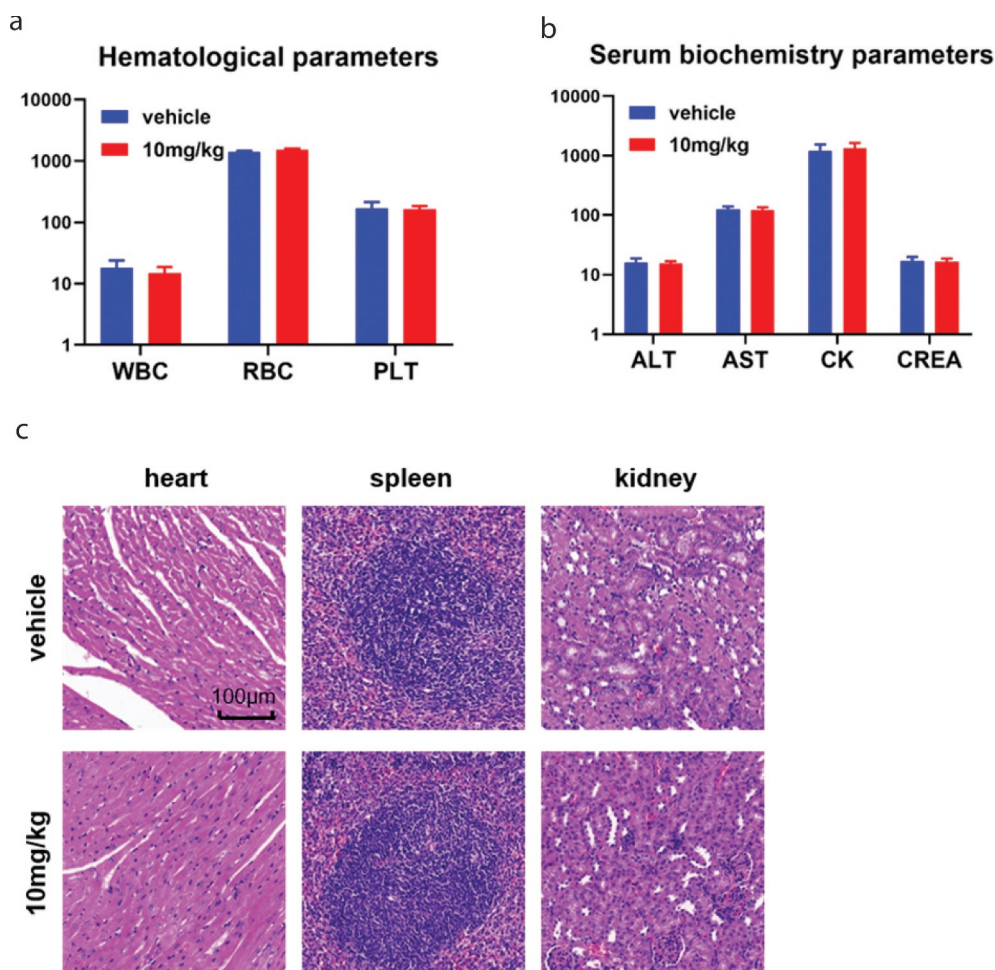 a
Hematological parameters
10000
1000
100
10
1
vehicle
10mg/kg
WBC RBC PLT
b
Serum biochemistry parameters
10000
1000
100
10
1
vehicle
10mg/kg
ALT AST CK CREA
c
heart spleen kidney
vehicle
100μm
10mg/kg